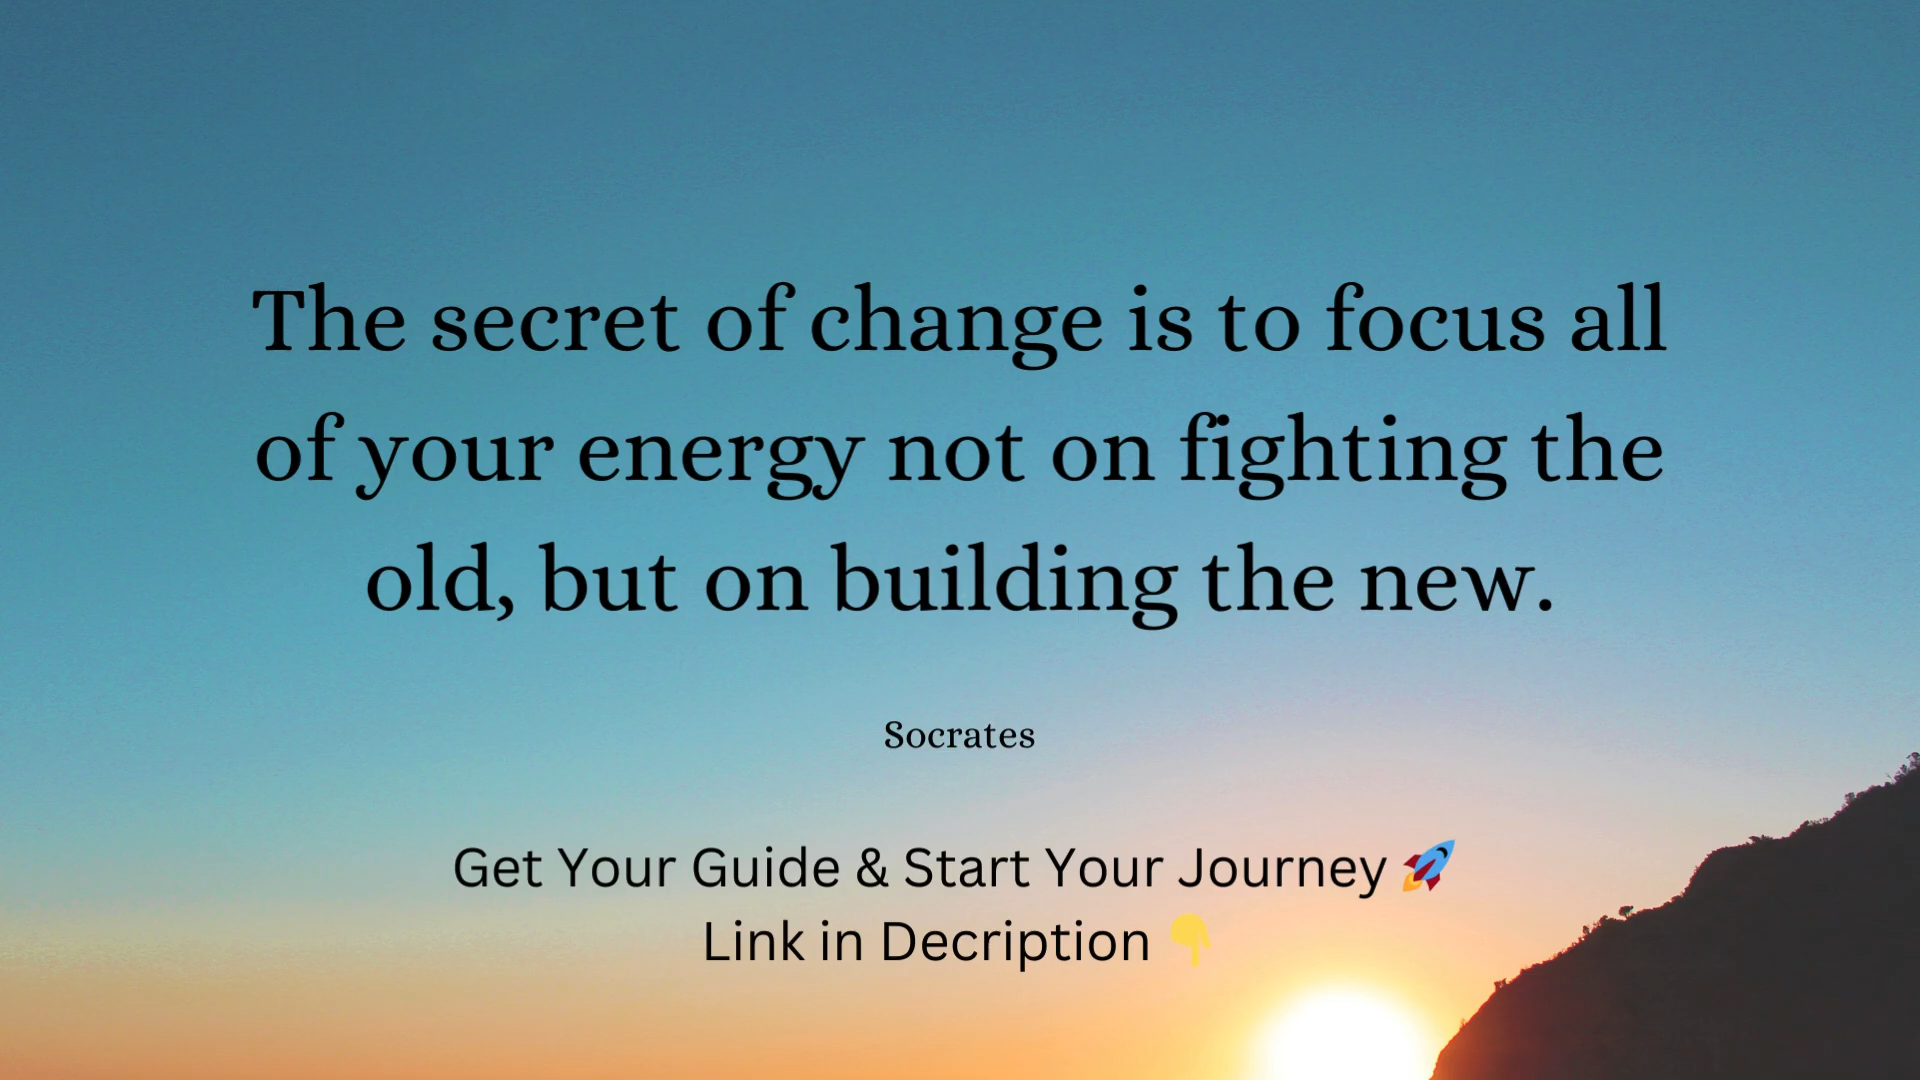 The secret of change is to focus all
of your energy not on fighting the
old, but on building the new.
Socrates
Get Your Guide & Start Your Journey 🚀
Link in Decription 👇